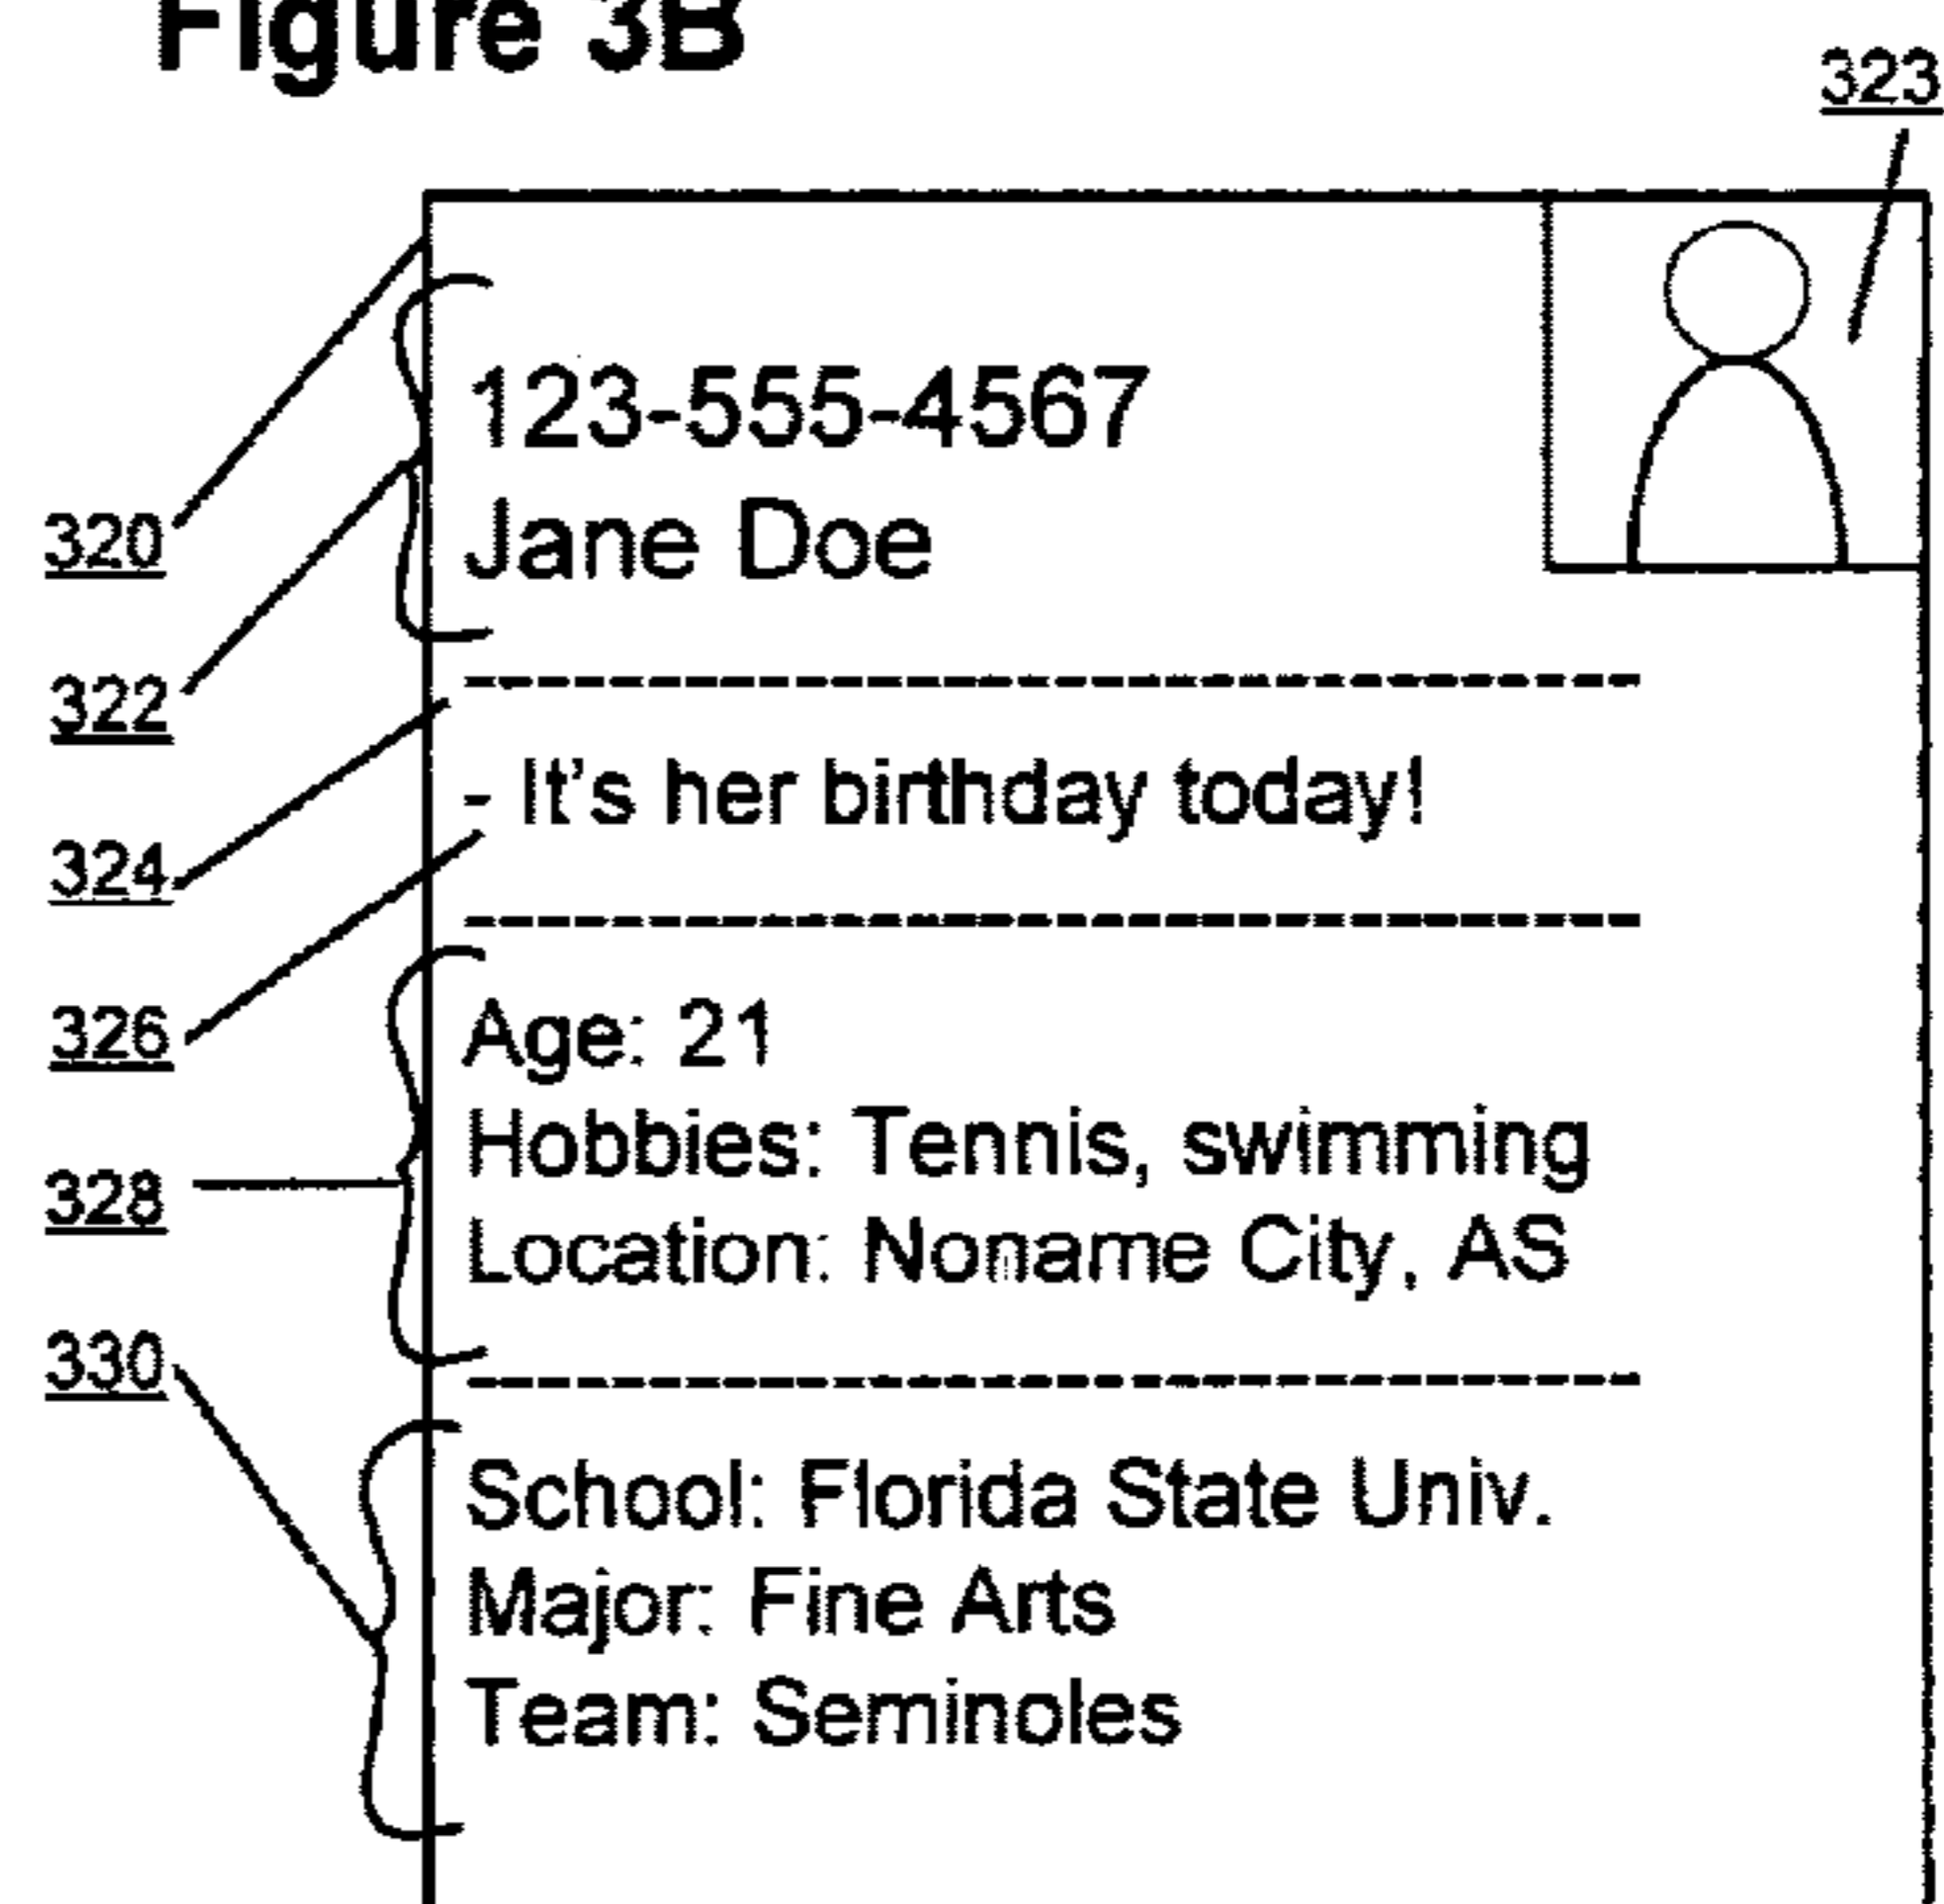 Figure 3B
323
123-555-4567
Jane Doe
320
322
- It's her birthday today!
324
326
Age: 21
Hobbies: Tennis, swimming
328
Location: Noname City, AS
330
School: Florida State Univ.
Major: Fine Arts
Team: Seminoles